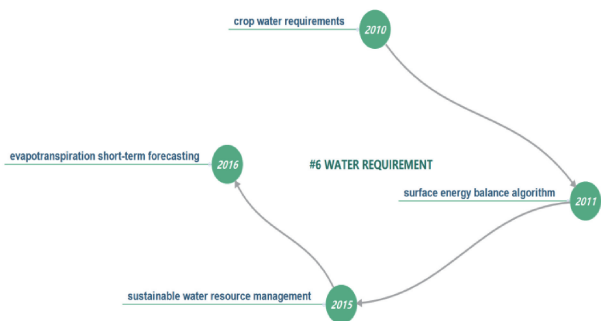 crop water requirements
2010
evapotranspiration short-term forecasting
2016
#6 WATER REQUIREMENT
surface energy balance algorithm
2011
sustainable water resource management
2015